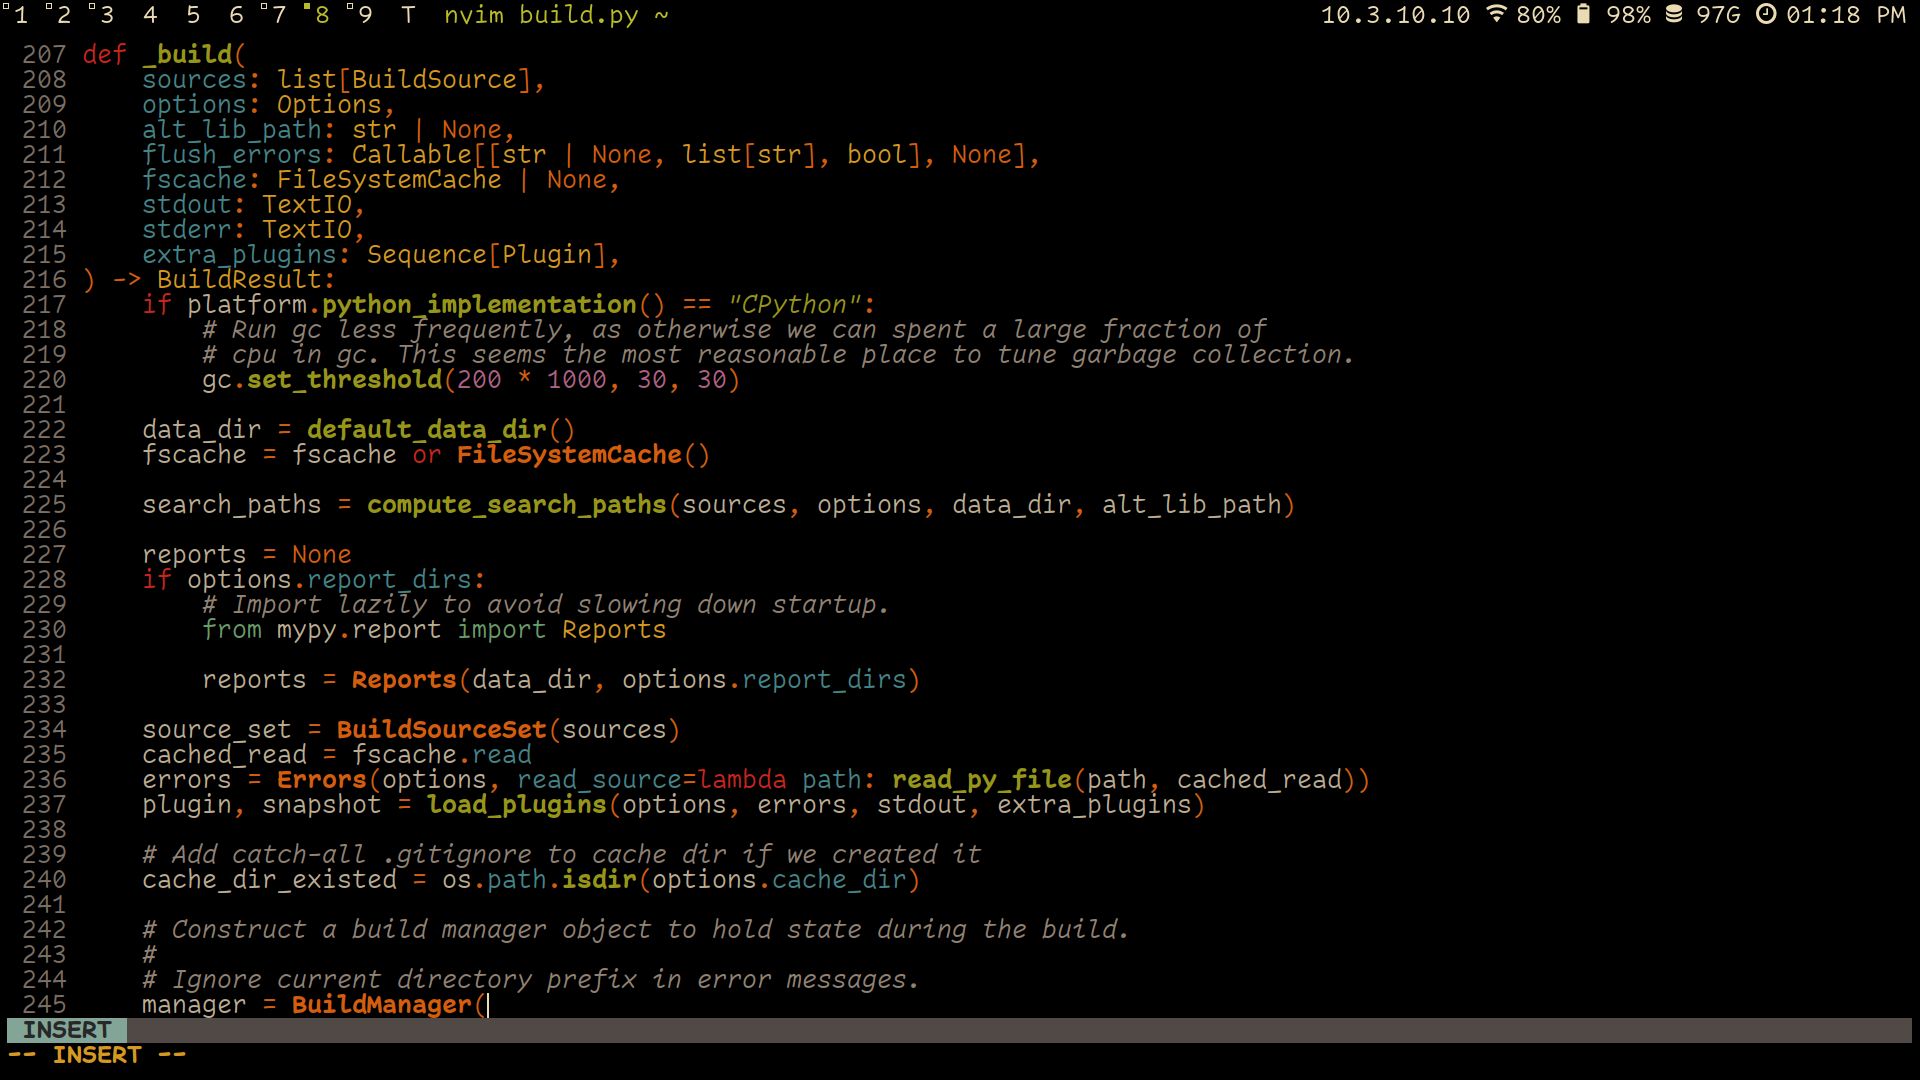 1 2 3 4 5 6 7 8 9 T nvim build.py ~ 10.3.10.10 80% 98% 97G 01:18 PM
207 def _build(
208     sources: list[BuildSource],
209     options: Options,
210     alt_lib_path: str | None,
211     flush_errors: Callable[[str | None, list[str], bool], None],
212     fscache: FileSystemCache | None,
213     stdout: TextIO,
214     stderr: TextIO,
215     extra_plugins: Sequence[Plugin],
216 ) -> BuildResult:
217     if platform.python_implementation() == "CPython":
218         # Run gc less frequently, as otherwise we can spent a large fraction of
219         # cpu in gc. This seems the most reasonable place to tune garbage collection.
220         gc.set_threshold(200 * 1000, 30, 30)
221
222     data_dir = default_data_dir()
223     fscache = fscache or FileSystemCache()
224
225     search_paths = compute_search_paths(sources, options, data_dir, alt_lib_path)
226
227     reports = None
228     if options.report_dirs:
229         # Import lazily to avoid slowing down startup.
230         from mypy.report import Reports
231
232         reports = Reports(data_dir, options.report_dirs)
233
234     source_set = BuildSourceSet(sources)
235     cached_read = fscache.read
236     errors = Errors(options, read_source=lambda path: read_py_file(path, cached_read))
237     plugin, snapshot = load_plugins(options, errors, stdout, extra_plugins)
238
239     # Add catch-all .gitignore to cache dir if we created it
240     cache_dir_existed = os.path.isdir(options.cache_dir)
241
242     # Construct a build manager object to hold state during the build.
243     #
244     # Ignore current directory prefix in error messages.
245     manager = BuildManager(
INSERT
-- INSERT --